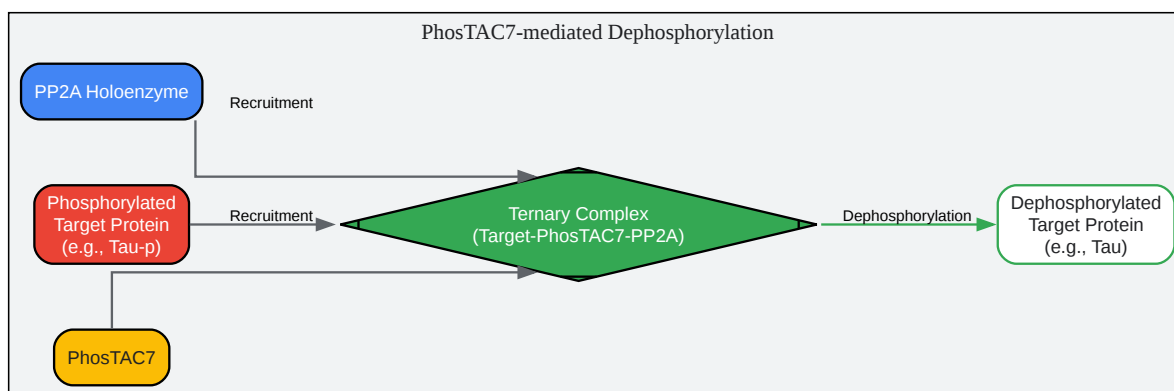 PhosTAC7-mediated Dephosphorylation
PP2A Holoenzyme
Recruitment
Phosphorylated
Target Protein
(e.g., Tau-p)
Recruitment
Ternary Complex
(Target-PhosTAC7-PP2A)
Dephosphorylation
Dephosphorylated
Target Protein
(e.g., Tau)
PhosTAC7